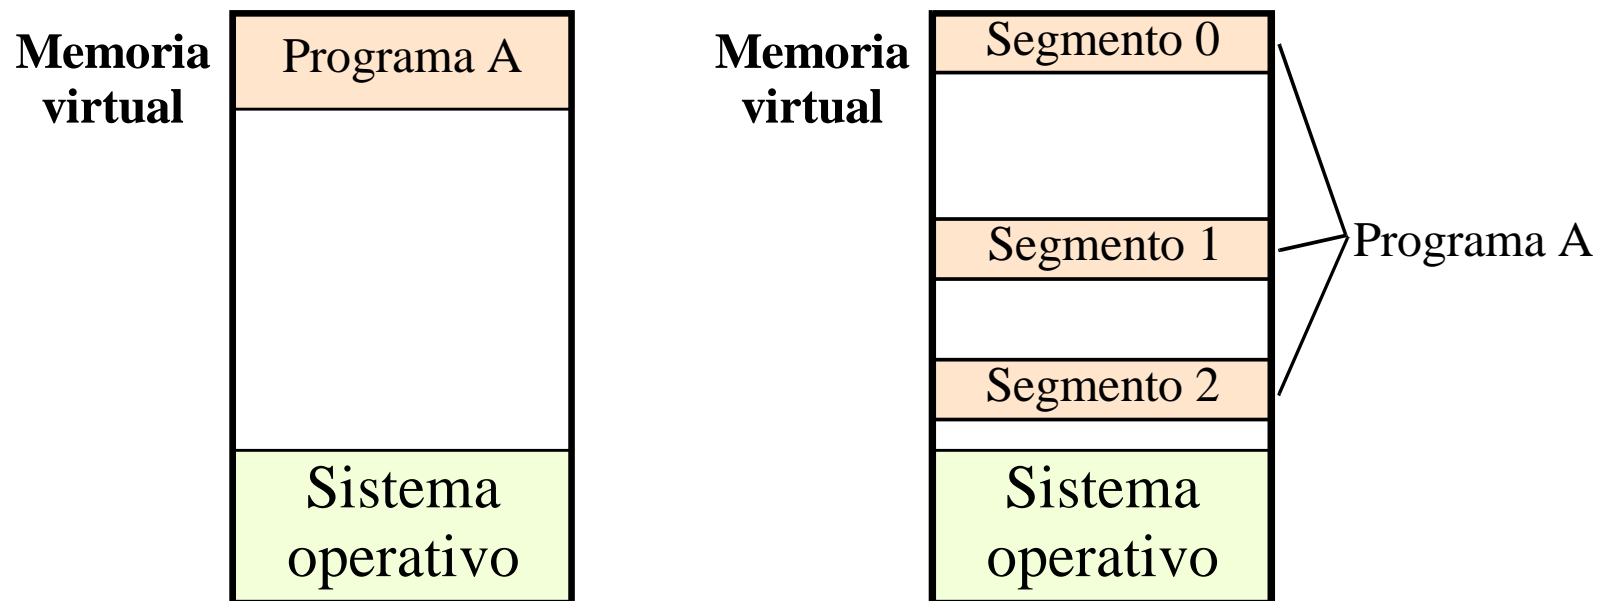 Memoria
virtual
Programa A
Sistema
operativo
Memoria
virtual
Segmento 0
Segmento 1
Programa A
Segmento 2
Sistema
operativo